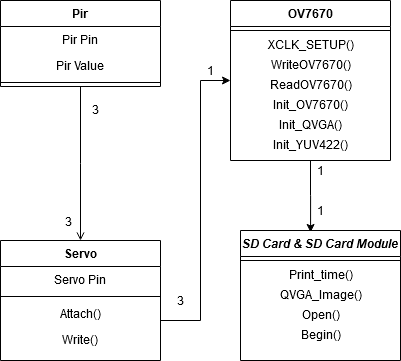 Pir
Pir Pin
Pir Value
3
3
Servo
Servo Pin
Attach()
Write()
3
1
OV7670
XCLK_SETUP()
WriteOV7670()
ReadOV7670()
Init_OV7670()
Init_QVGA()
Init_YUV422()
1
1
SD Card & SD Card Module
Print_time()
QVGA_Image()
Open()
Begin()